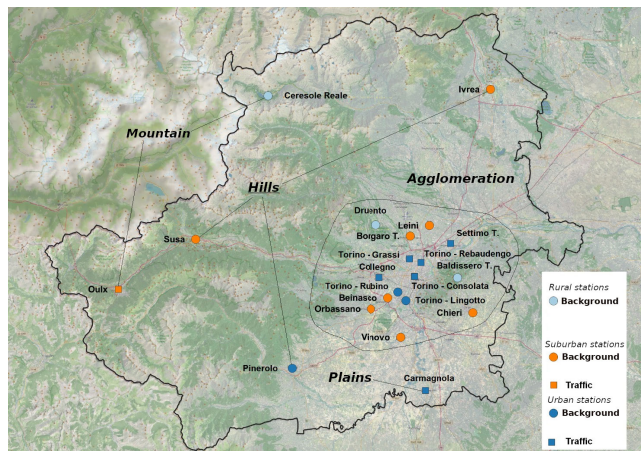 Ceresole Reale
Ivrea
Mountain
Agglomeration
Hills
Druento
Leini
Borgaro T.
Settimo T.
Susa
Torino - Grassi
Torino - Rebaudengo
Collegno
Baldissero T.
Oulx
Torino - Rubino
Torino - Consolata
Beinasco
Torino - Lingotto
Orbassano
Chieri
Vinovo
Pinerolo
Plains
Carmagnola
Rural stations
Background
Suburban stations
Background
Traffic
Urban stations
Background
Traffic